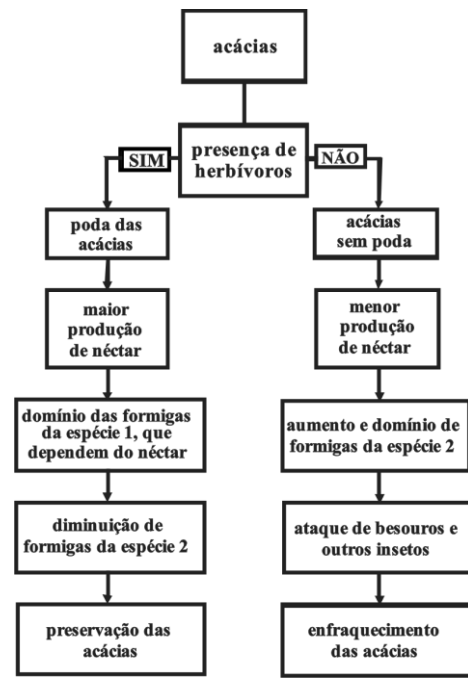 acácias
presença de
herbívoros
SIM
NÃO
poda das
acácias
maior
produção
de néctar
domínio das formigas
da espécie 1, que
dependem do néctar
diminuição de
formigas da espécie 2
preservação das
acácias
acácias
sem poda
menor
produção
de néctar
aumento e domínio de
formigas da espécie 2
ataque de besouros e
outros insetos
enfraquecimento
das acácias